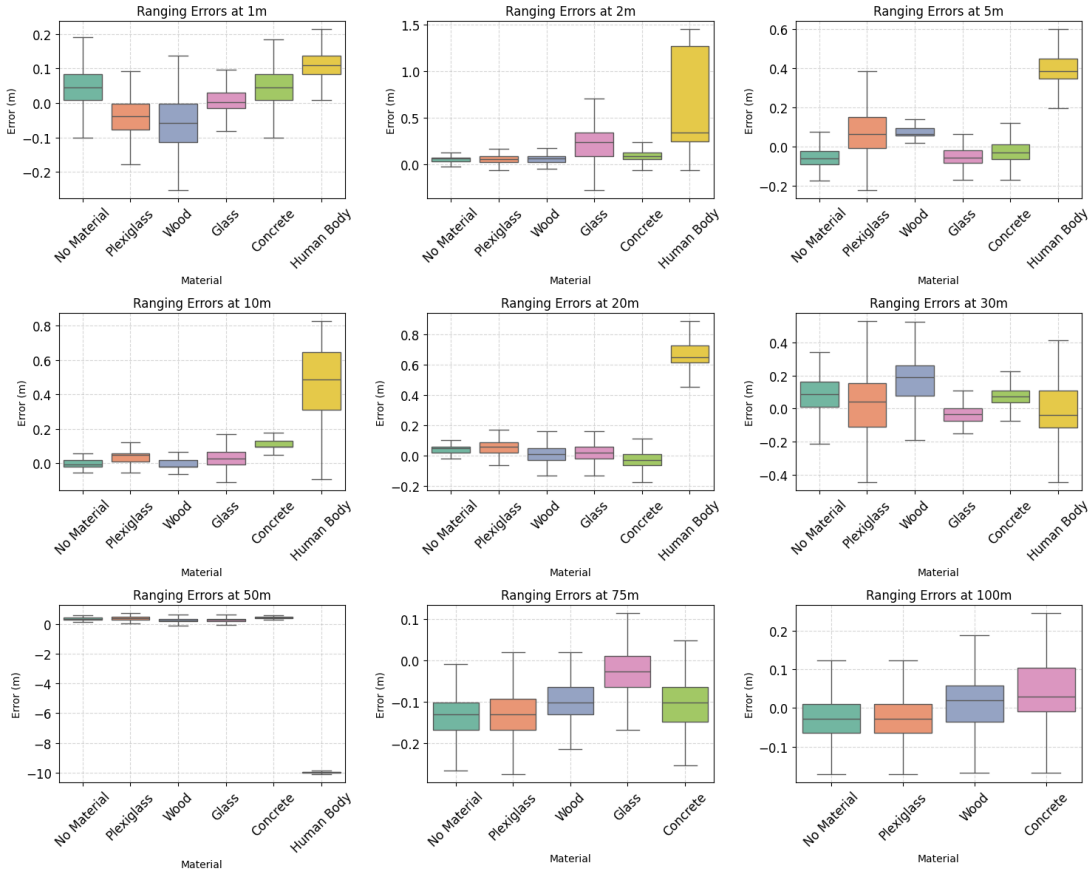 Ranging Errors at 1m
Error (m)
0.2
0.1
0.0
−0.1
−0.2
No Material
Plexiglass
Wood
Glass
Concrete
Human Body
Material
Ranging Errors at 2m
Error (m)
1.5
1.0
0.5
0.0
No Material
Plexiglass
Wood
Glass
Concrete
Human Body
Material
Ranging Errors at 5m
Error (m)
0.6
0.4
0.2
0.0
−0.2
No Material
Plexiglass
Wood
Glass
Concrete
Human Body
Material
Ranging Errors at 10m
Error (m)
0.8
0.6
0.4
0.2
0.0
No Material
Plexiglass
Wood
Glass
Concrete
Human Body
Material
Ranging Errors at 20m
Error (m)
0.8
0.6
0.4
0.2
0.0
−0.2
No Material
Plexiglass
Wood
Glass
Concrete
Human Body
Material
Ranging Errors at 30m
Error (m)
0.4
0.2
0.0
−0.2
−0.4
No Material
Plexiglass
Wood
Glass
Concrete
Human Body
Material
Ranging Errors at 50m
Error (m)
0
−2
−4
−6
−8
−10
No Material
Plexiglass
Wood
Glass
Concrete
Human Body
Material
Ranging Errors at 75m
Error (m)
0.1
0.0
−0.1
−0.2
No Material
Plexiglass
Wood
Glass
Concrete
Material
Ranging Errors at 100m
Error (m)
0.2
0.1
0.0
−0.1
No Material
Plexiglass
Wood
Concrete
Material